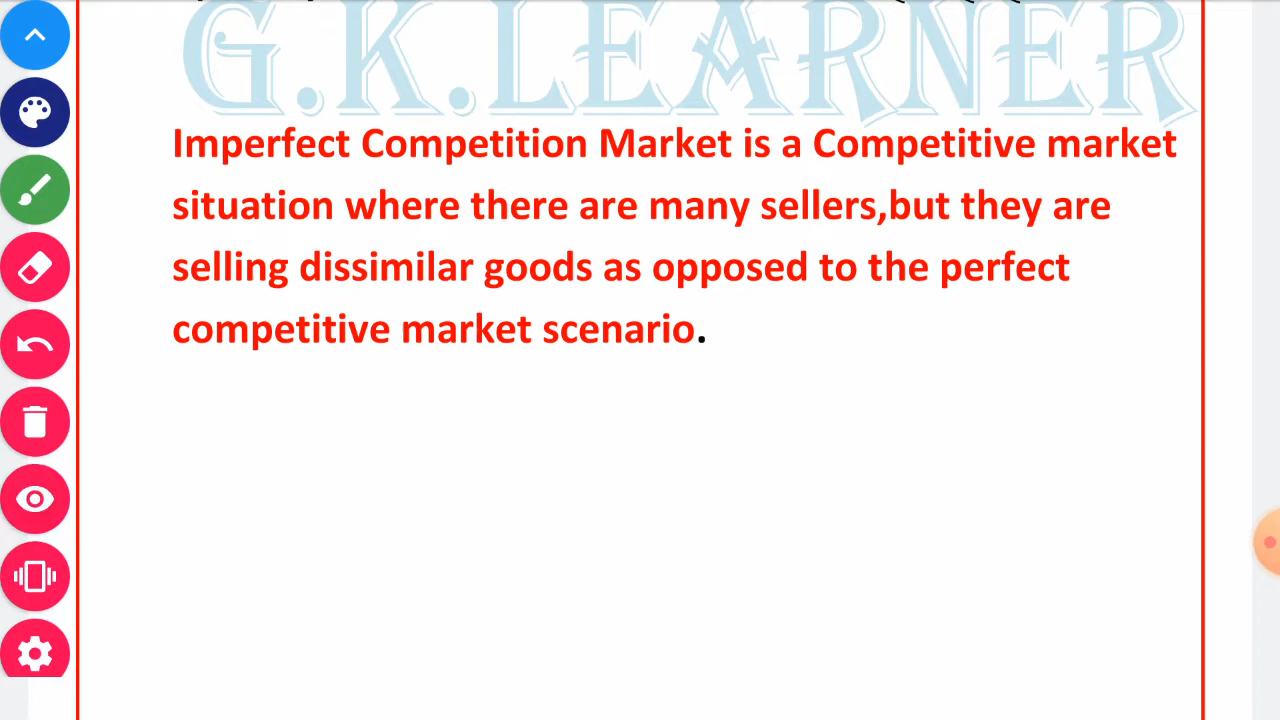 G.K.LEARNER
Imperfect Competition Market is a Competitive market
situation where there are many sellers,but they are
selling dissimilar goods as opposed to the perfect
competitive market scenario.